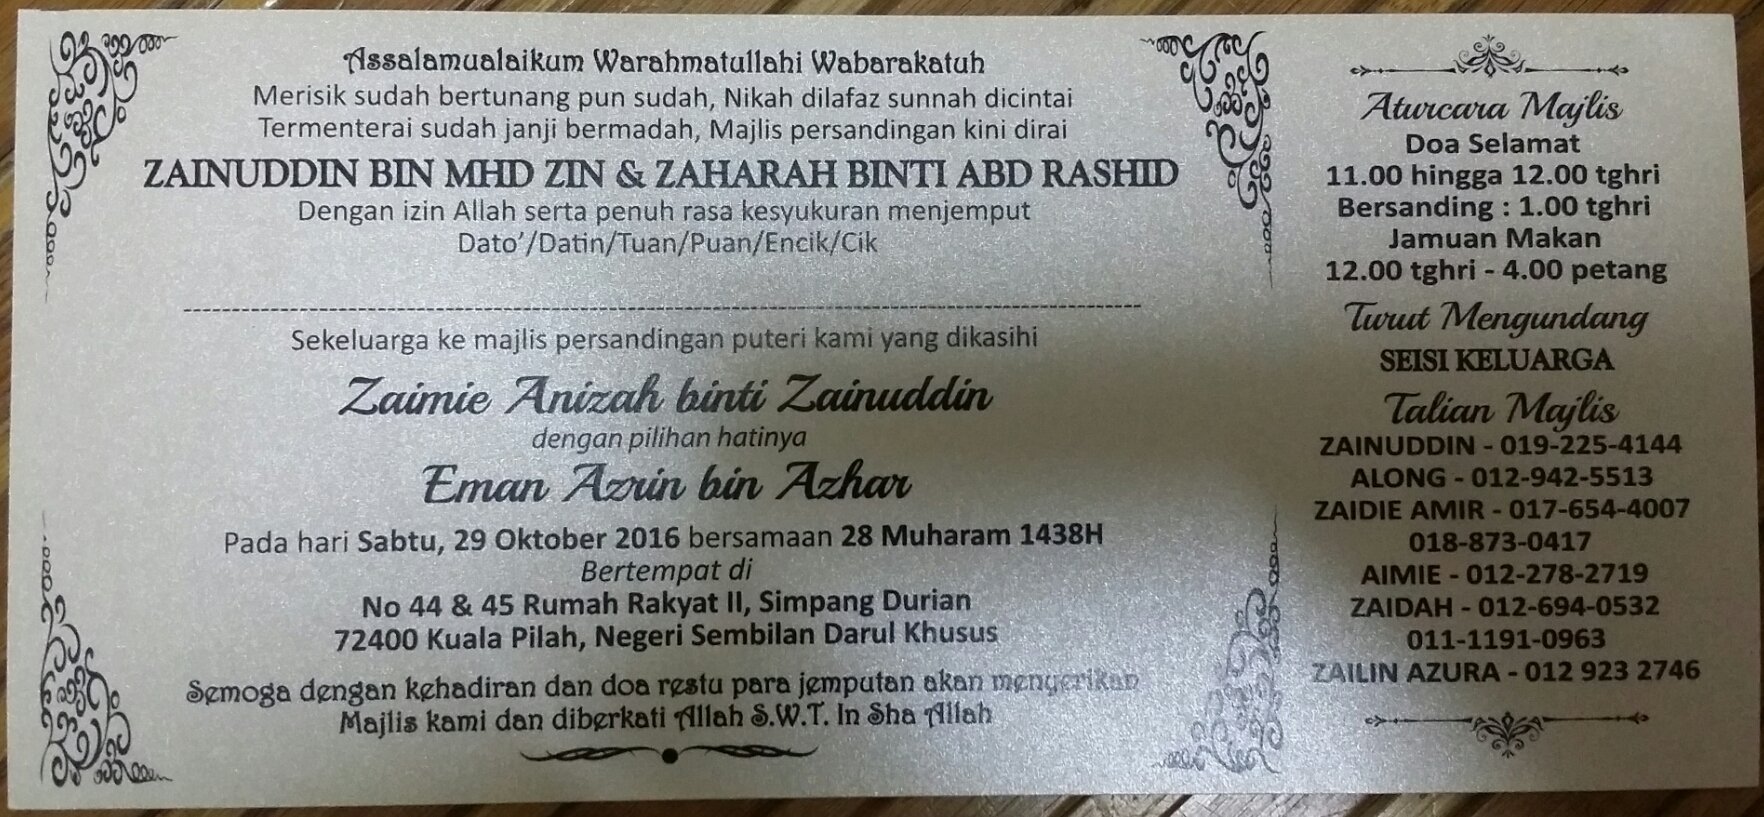 Assalamualaikum Warahmatullahi Wabarakatuh
Merisik sudah bertunang pun sudah, Nikah dilafaz sunnah dicintai
Termenterai sudah janji bermadah, Majlis persandingan kini dirai
ZAINUDDIN BIN MHD ZIN & ZAHARAH BINTI ABD RASHID
Dengan izin Allah serta penuh rasa kesyukuran menjemput
Dato'/Datin/Tuan/Puan/Encik/Cik
Sekeluarga ke majlis persandingan puteri kami yang dikasihi
Zaimie Anizah binti Zainuddin
dengan pilihan hatinya
Eman Azrin bin Azhar
Pada hari Sabtu, 29 Oktober 2016 bersamaan 28 Muharam 1438H
Bertempat di
No 44 & 45 Rumah Rakyat II, Simpang Durian
72400 Kuala Pilah, Negeri Sembilan Darul Khusus
Semoga dengan kehadiran dan doa restu para jemputan akan mengerikan
Majlis kami dan diberkati Allah S.W.T. In Sha Allah
Aturcara Majlis
Doa Selamat
11.00 hingga 12.00 tghri
Bersanding : 1.00 tghri
Jamuan Makan
12.00 tghri - 4.00 petang
Turut Mengundang
SEISI KELUARGA
Talian Majlis
ZAINUDDIN - 019-225-4144
ALONG - 012-942-5513
ZAIDIE AMIR - 017-654-4007
018-873-0417
AIMIE - 012-278-2719
ZAIDAH - 012-694-0532
011-1191-0963
ZAILIN AZURA - 012 923 2746